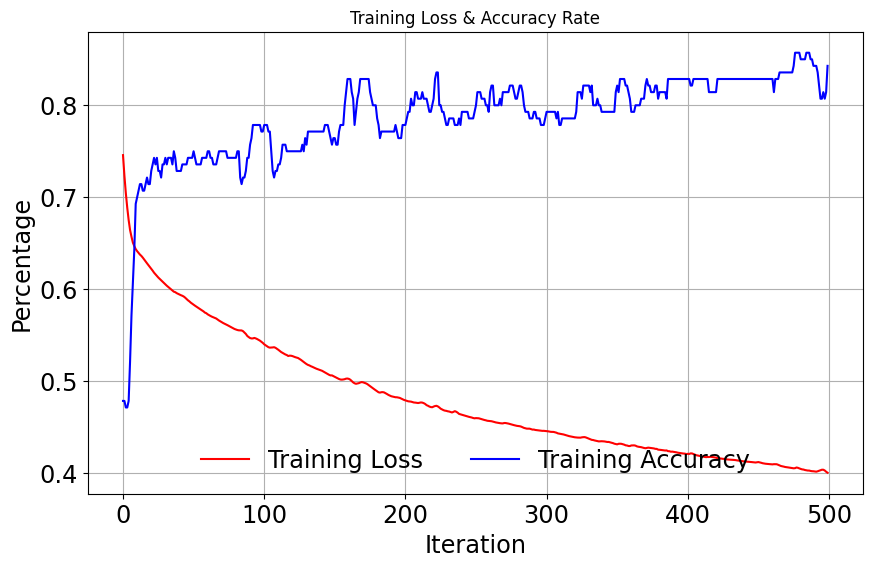 Training Loss & Accuracy Rate
Percentage
0.8
0.7
0.6
0.5
0.4
Training Loss Training Accuracy
0 100 200 300 400 500
Iteration